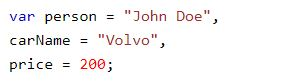 var person = "John Doe",
carName = "Volvo",
price = 200;